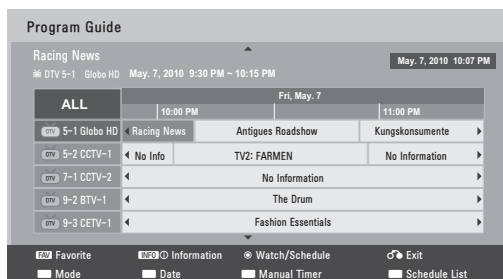 Program Guide
Racing News
DTV 5-1 Globo HD May. 7, 2010 9:30 PM ~ 10:15 PM
May. 7, 2010 10:07 PM
ALL
Fri, May. 7
10:00 PM 11:00 PM
DTV 5-1 Globo HD Racing News Antigues Roadshow Kungskonsumente
DTV 5-2 CCTV-1 No Info TV2: FARMEN No Information
DTV 7-1 CCTV-2 No Information
DTV 9-2 BTV-1 The Drum
DTV 9-3 CETV-1 Fashion Essentials
FAV Favorite INFO Information Watch/Schedule Exit
Mode Date Manual Timer Schedule List